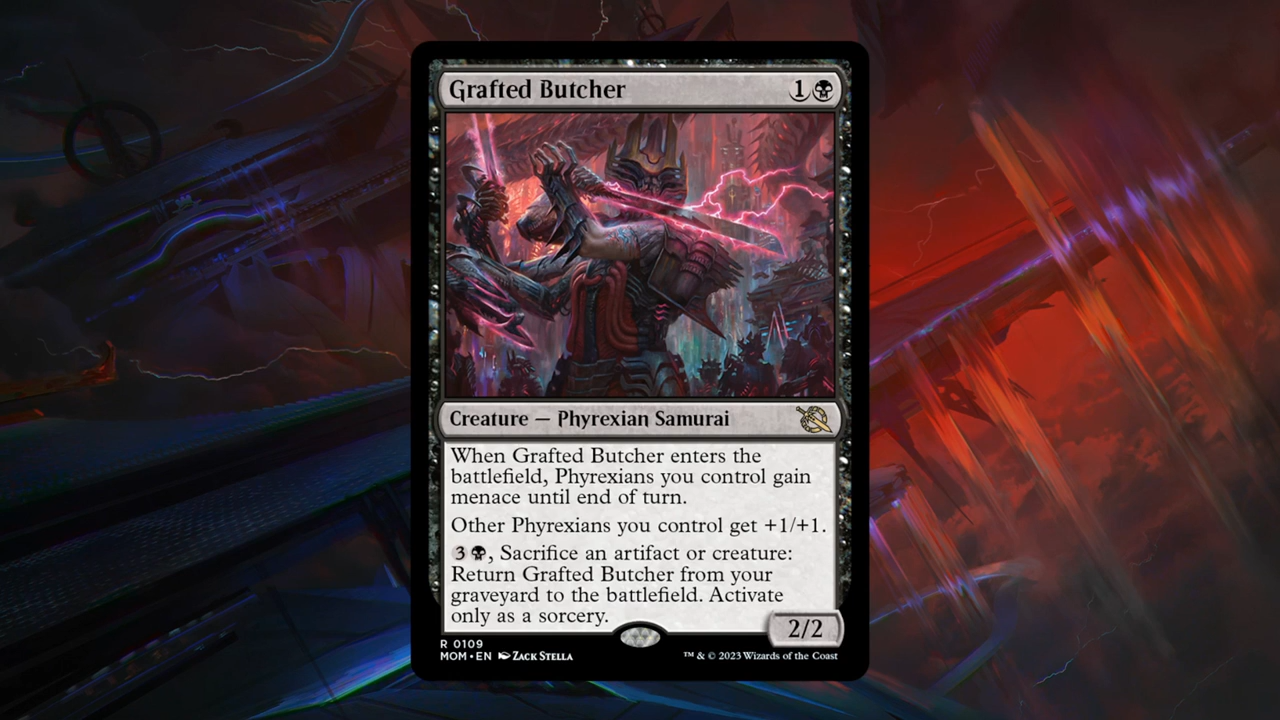 Grafted Butcher 1
Creature — Phyrexian Samurai
When Grafted Butcher enters the
battlefield, Phyrexians you control gain
menace until end of turn.
Other Phyrexians you control get +1/+1.
3, Sacrifice an artifact or creature:
Return Grafted Butcher from your
graveyard to the battlefield. Activate
only as a sorcery.
2/2
R 0109
MOM • EN Zack Stella
™ & © 2023 Wizards of the Coast